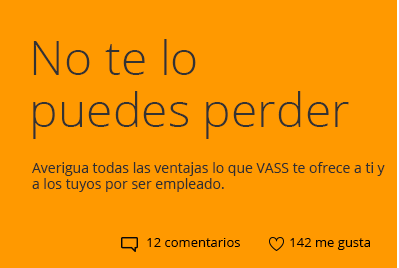 No te lo
puedes perder
Averigua todas las ventajas lo que VASS te ofrece a ti y
a los tuyos por ser empleado.
12 comentarios 142 me gusta